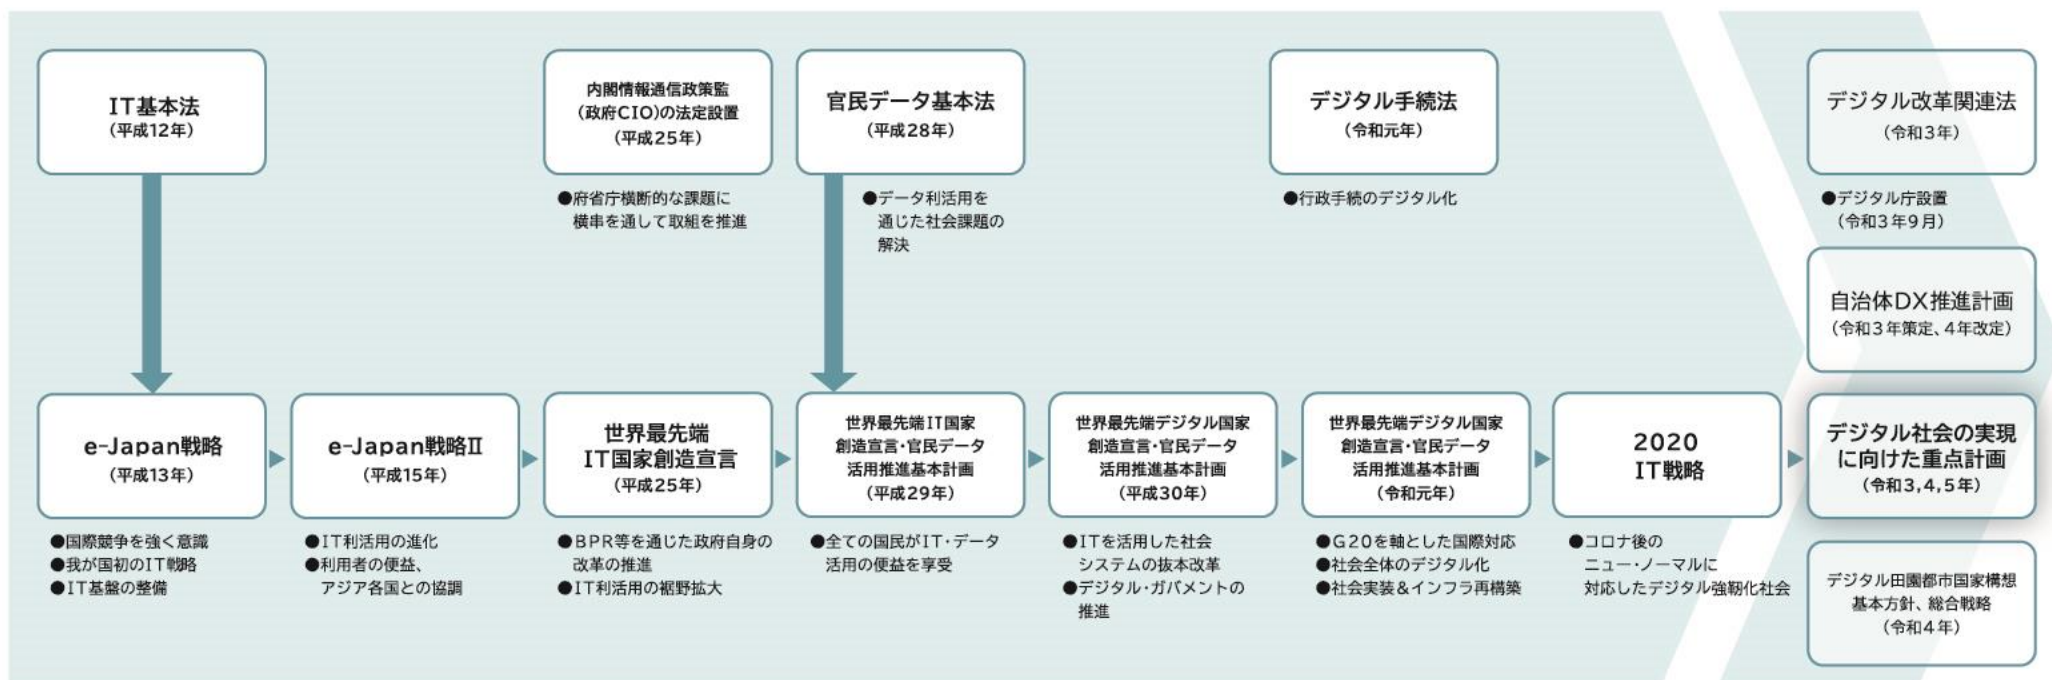 IT基本法
(平成12年)
内閣情報通信政策監
(政府CIO)の法定設置
(平成25年)
●府省庁横断的な課題に
横串を通して取組を推進
官民データ基本法
(平成28年)
●データ利活用を
通じた社会課題の
解決
デジタル手続法
(令和元年)
●行政手続のデジタル化
デジタル改革関連法
(令和3年)
●デジタル庁設置
(令和3年9月)
自治体DX推進計画
(令和3年策定、4年改定)
e-Japan戦略
(平成13年)
●国際競争を強く意識
●我が国初のIT戦略
●IT基盤の整備
e-Japan戦略Ⅱ
(平成15年)
●IT利活用の進化
●利用者の便益、
アジア各国との協調
世界最先端
IT国家創造宣言
(平成25年)
●BPR等を通じた政府自身の
改革の推進
●IT利活用の裾野拡大
世界最先端IT国家
創造宣言・官民データ
活用推進基本計画
(平成29年)
●全ての国民がIT・データ
活用の便益を享受
世界最先端デジタル国家
創造宣言・官民データ
活用推進基本計画
(平成30年)
●ITを活用した社会
システムの抜本改革
●デジタル・ガバメントの
推進
世界最先端デジタル国家
創造宣言・官民データ
活用推進基本計画
(令和元年)
●G20を軸とした国際対応
●社会全体のデジタル化
●社会実装&インフラ再構築
2020
IT戦略
●コロナ後の
ニュー・ノーマルに
対応したデジタル強靭化社会
デジタル社会の実現
に向けた重点計画
(令和3,4,5年)
デジタル田園都市国家構想
基本方針、総合戦略
(令和4年)